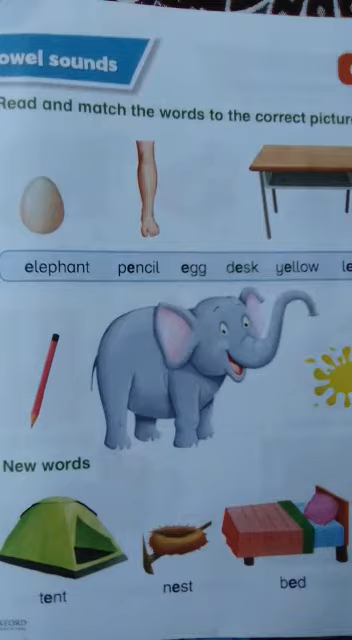 owel sounds
Read and match the words to the correct pictur
elephant pencil egg desk yellow le
New words
tent nest bed